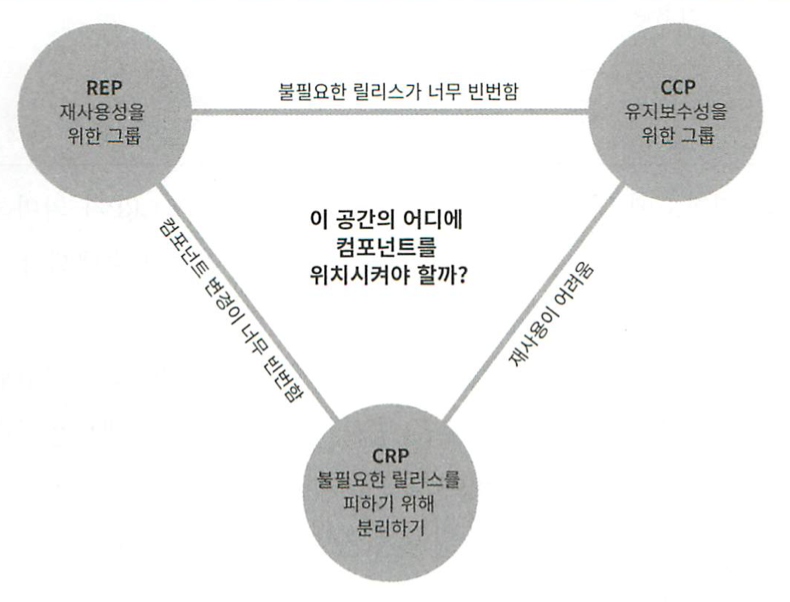 REP
재사용성을
위한 그룹
불필요한 릴리스가 너무 빈번함
CCP
유지보수성을
위한 그룹
이 공간의 어디에
컴포넌트를
위치시켜야 할까?
컴포넌트 변경이 너무 빈번함
재사용이 어려움
CRP
불필요한 릴리스를
피하기 위해
분리하기